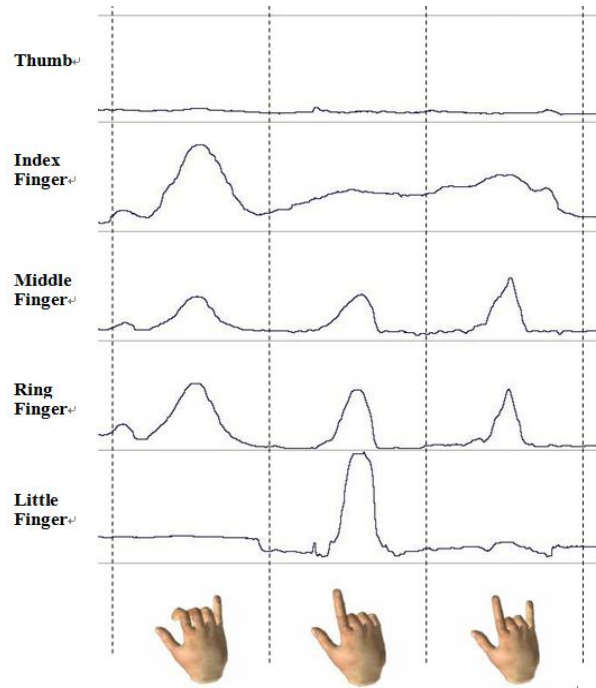 Thumb↵
Index
Finger↵
Middle
Finger↵
Ring
Finger↵
Little
Finger↵